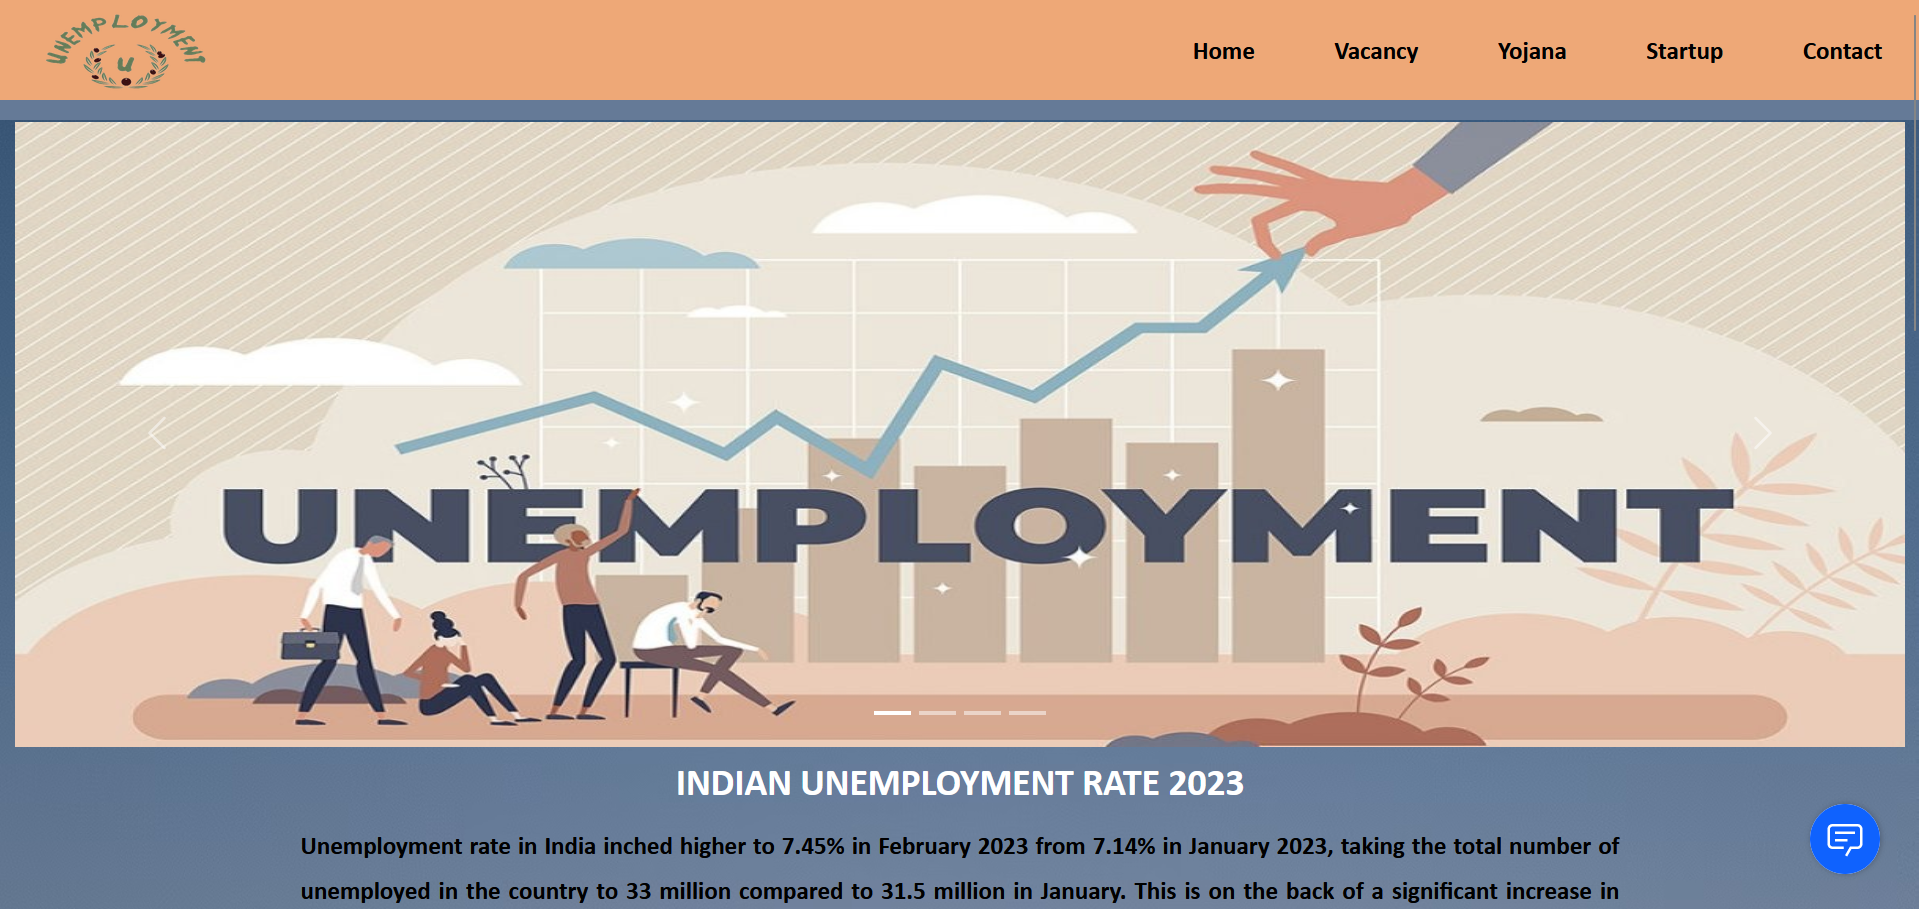 UNEMPLOYMENT
u
Home Vacancy Yojana Startup Contact
UNEMPLOYMENT
INDIAN UNEMPLOYMENT RATE 2023
Unemployment rate in India inched higher to 7.45% in February 2023 from 7.14% in January 2023, taking the total number of
unemployed in the country to 33 million compared to 31.5 million in January. This is on the back of a significant increase in